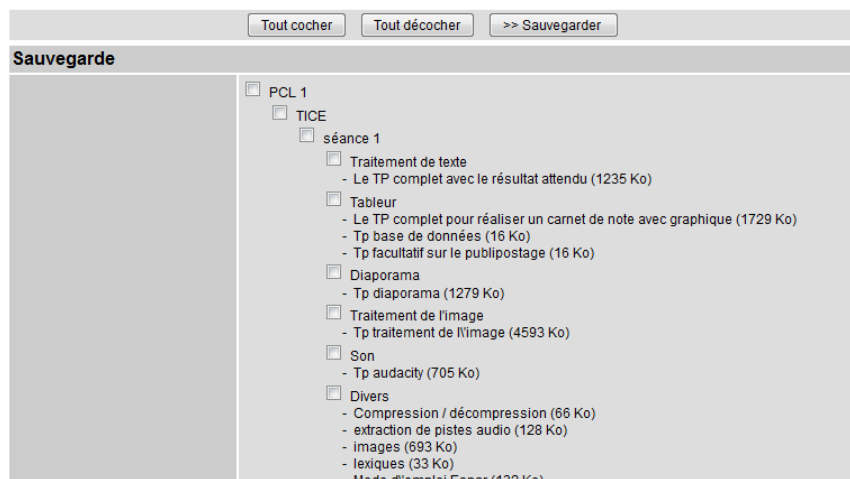 Tout cocher Tout décocher >> Sauvegarder
Sauvegarde
PCL 1
TICE
séance 1
Traitement de texte
- Le TP complet avec le résultat attendu (1235 Ko)
Tableur
- Le TP complet pour réaliser un carnet de note avec graphique (1729 Ko)
- Tp base de données (16 Ko)
- Tp facultatif sur le publipostage (16 Ko)
Diaporama
- Tp diaporama (1279 Ko)
Traitement de l'image
- Tp traitement de l\'image (4593 Ko)
Son
- Tp audacity (705 Ko)
Divers
- Compression / décompression (66 Ko)
- extraction de pistes audio (128 Ko)
- images (693 Ko)
- lexiques (33 Ko)
- Mode d\'emploi